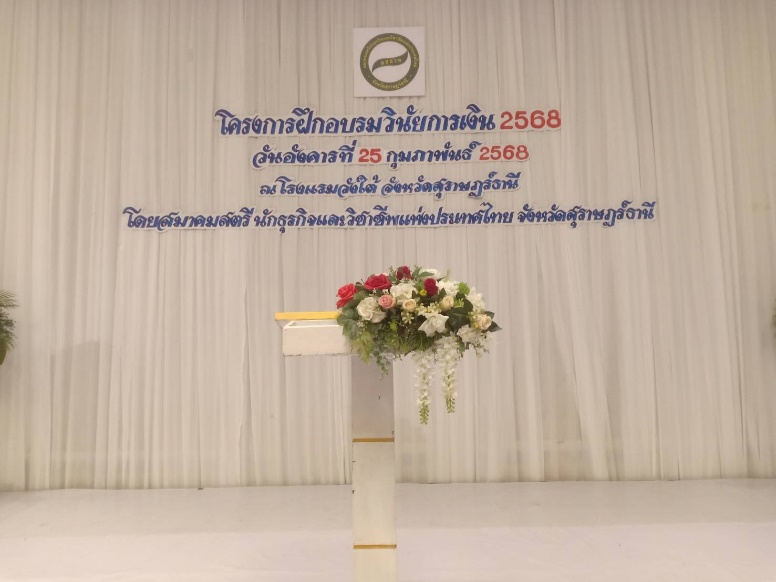 โครงการฝึกอบรมวินัยการเงิน 2568
วันอังคารที่ 25 กุมภาพันธ์ 2568
ณ โรงแรมวังใต้ จังหวัดสุราษฎร์ธานี
โดยสมาคมสตรี นักธุรกิจและวิชาชีพแห่งประเทศไทย จังหวัดสุราษฎร์ธานี